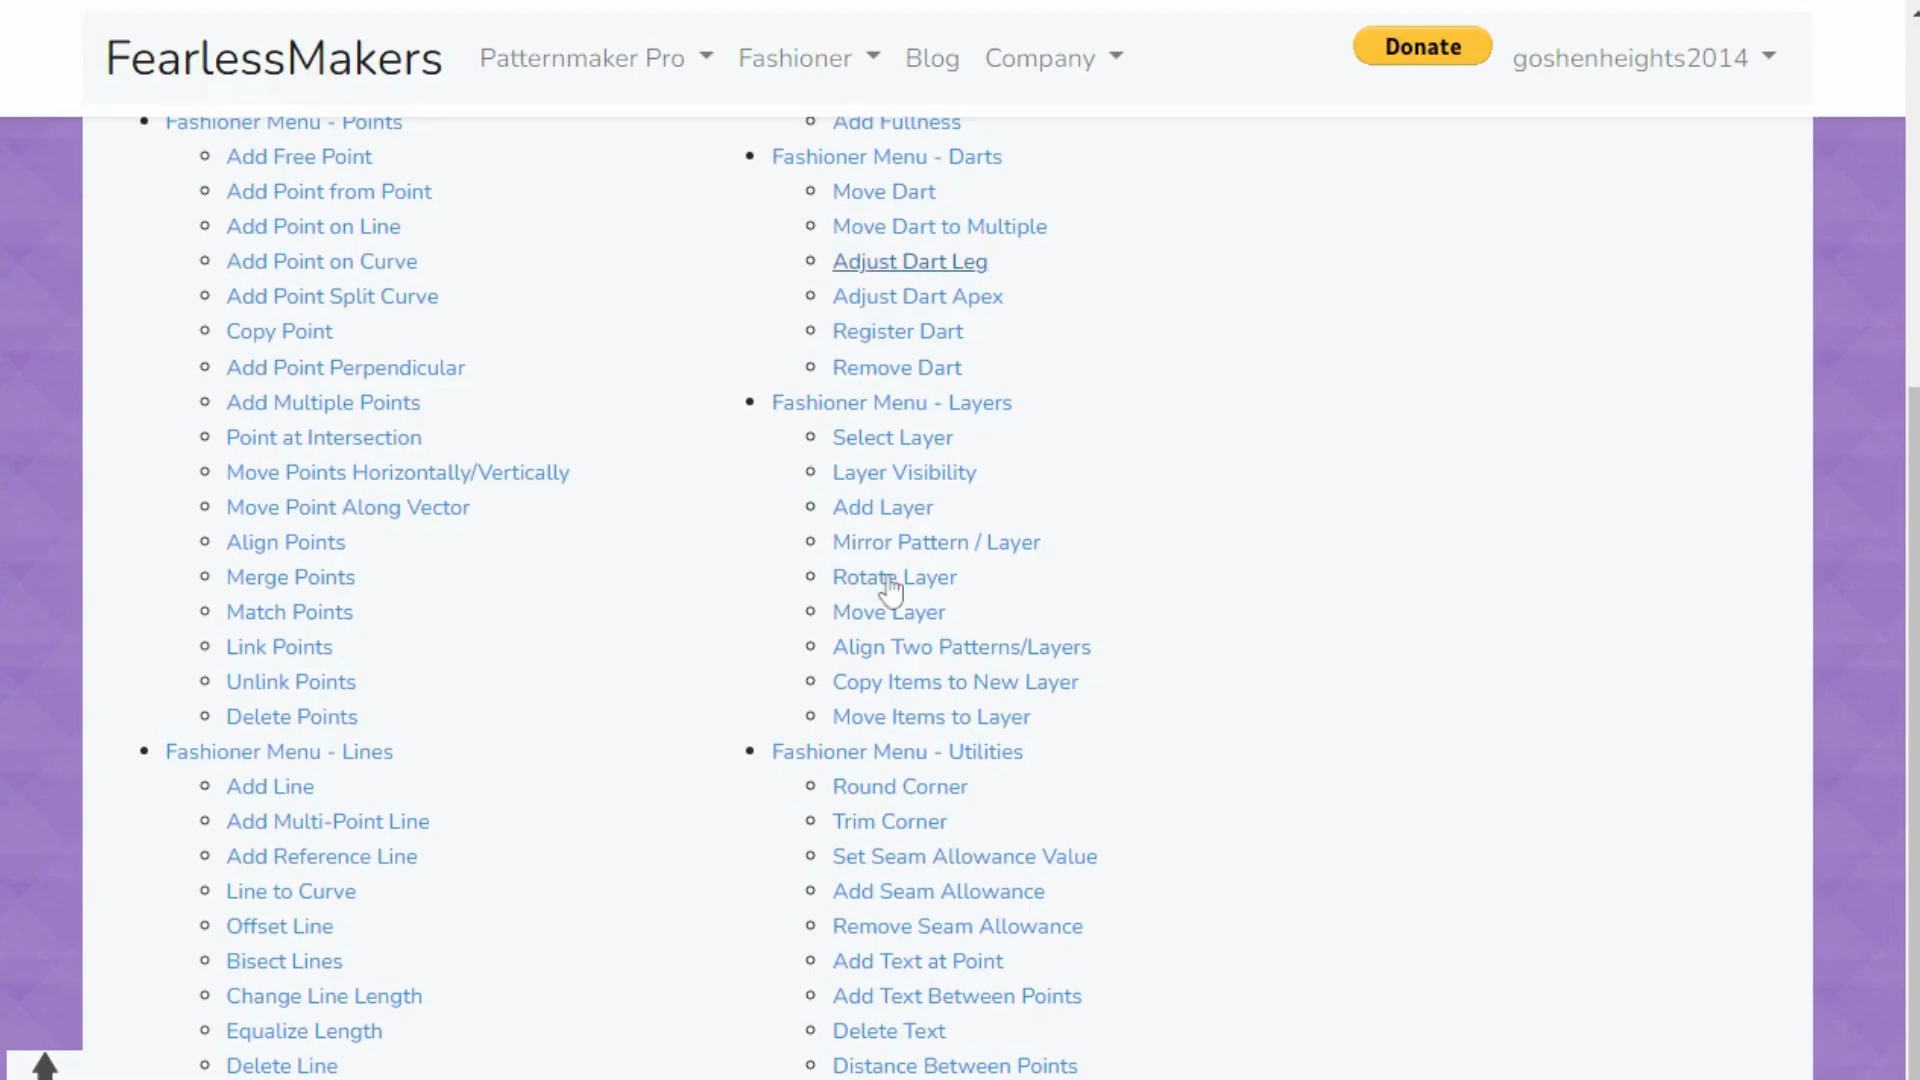 FearlessMakers
Patternmaker Pro
Fashioner
Blog
Company
Donate
goshenheights2014
Fashioner Menu - Points
Add Free Point
Add Point from Point
Add Point on Line
Add Point on Curve
Add Point Split Curve
Copy Point
Add Point Perpendicular
Add Multiple Points
Point at Intersection
Move Points Horizontally/Vertically
Move Point Along Vector
Align Points
Merge Points
Match Points
Link Points
Unlink Points
Delete Points
Fashioner Menu - Lines
Add Line
Add Multi-Point Line
Add Reference Line
Line to Curve
Offset Line
Bisect Lines
Change Line Length
Equalize Length
Delete Line
Add Fullness
Fashioner Menu - Darts
Move Dart
Move Dart to Multiple
Adjust Dart Leg
Adjust Dart Apex
Register Dart
Remove Dart
Fashioner Menu - Layers
Select Layer
Layer Visibility
Add Layer
Mirror Pattern / Layer
Rotate Layer
Move Layer
Align Two Patterns/Layers
Copy Items to New Layer
Move Items to Layer
Fashioner Menu - Utilities
Round Corner
Trim Corner
Set Seam Allowance Value
Add Seam Allowance
Remove Seam Allowance
Add Text at Point
Add Text Between Points
Delete Text
Distance Between Points